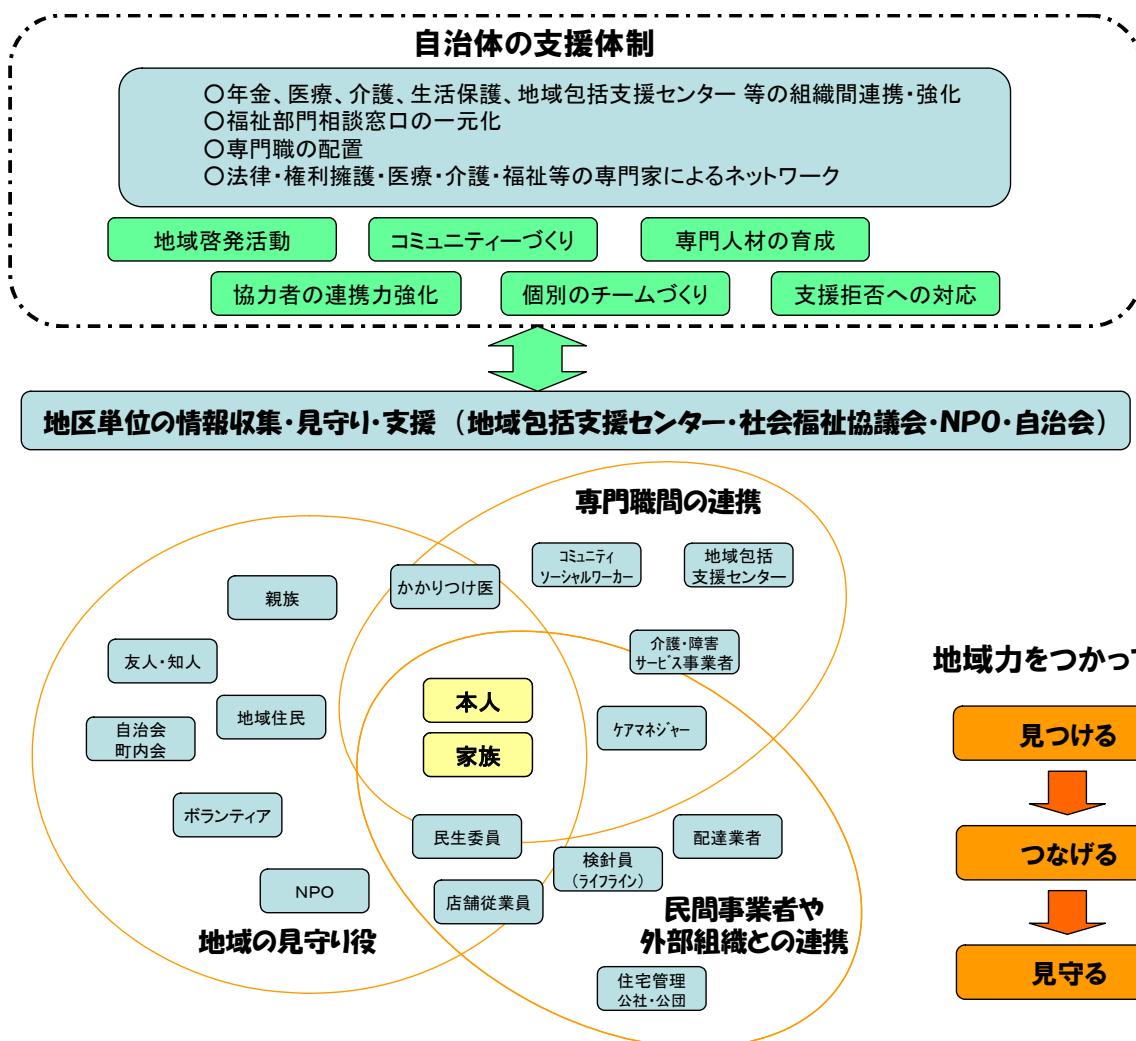 自治体の支援体制
○年金、医療、介護、生活保護、地域包括支援センター 等の組織間連携・強化
○福祉部門相談窓口の一元化
○専門職の配置
○法律・権利擁護・医療・介護・福祉等の専門家によるネットワーク
地域啓発活動
コミュニティーづくり
専門人材の育成
協力者の連携力強化
個別のチームづくり
支援拒否への対応
地区単位の情報収集・見守り・支援 (地域包括支援センター・社会福祉協議会・NPO・自治会)
専門職間の連携
コミュニティ
ソーシャルワーカー
地域包括
支援センター
かかりつけ医
親族
友人・知人
介護・障害
サービス事業者
地域力をつかって
本人
地域住民
自治会
町内会
ケアマネジャー
見つける
家族
ボランティア
民生委員
配達業者
検針員
(ライフライン)
つなげる
NPO
店舗従業員
地域の見守り役
民間事業者や
外部組織との連携
住宅管理
公社・公団
見守る